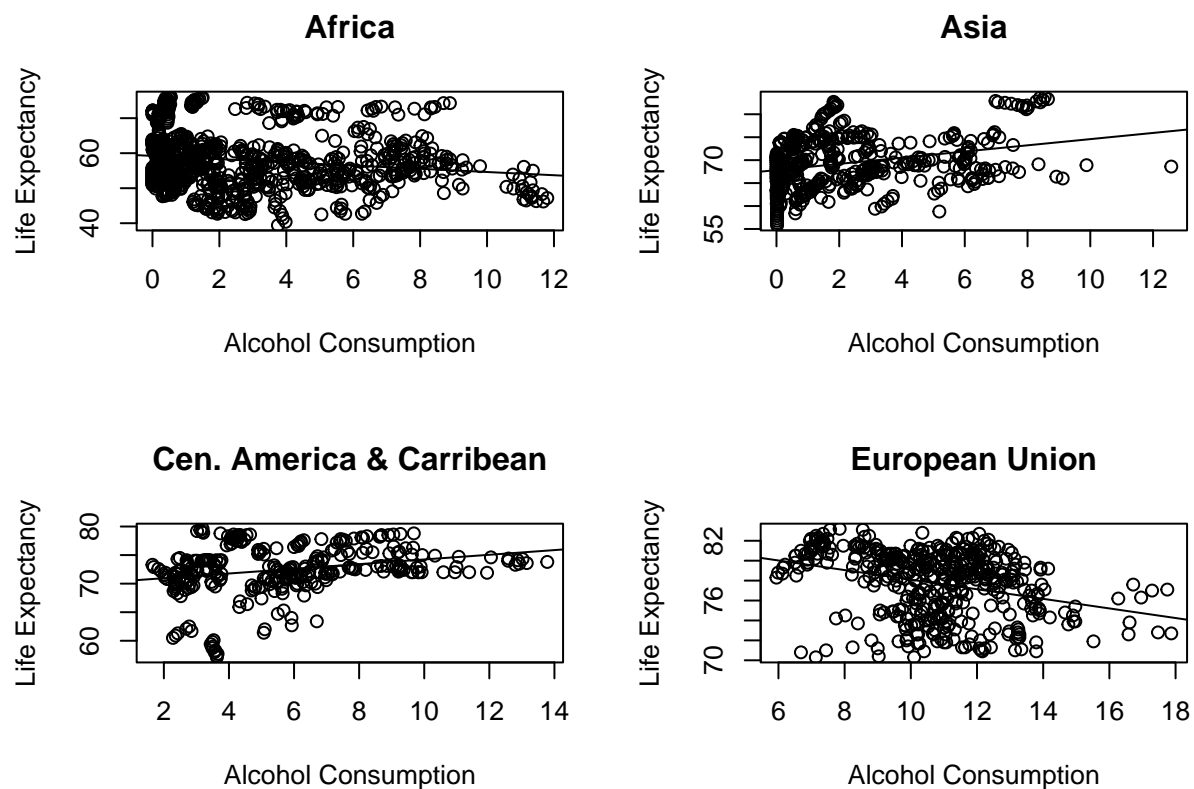 Africa
Life Expectancy
40 60
0 2 4 6 8 10 12
Alcohol Consumption
Asia
Life Expectancy
55 70
0 2 4 6 8 10 12
Alcohol Consumption
Cen. America & Carribean
Life Expectancy
60 70 80
2 4 6 8 10 12 14
Alcohol Consumption
European Union
Life Expectancy
70 76 82
6 8 10 12 14 16 18
Alcohol Consumption